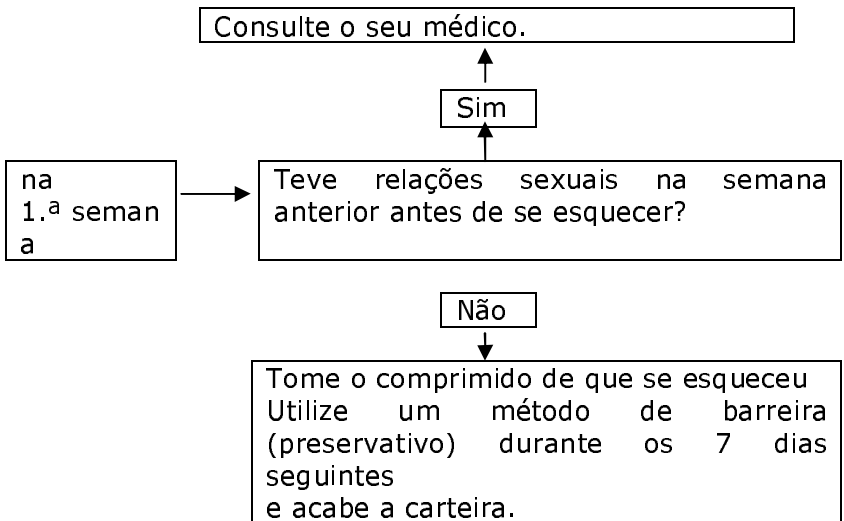 Consulte o seu médico.
Sim
na
1.ª seman
a
Teve relações sexuais na semana
anterior antes de se esquecer?
Não
Tome o comprimido de que se esqueceu
Utilize um método de barreira
(preservativo) durante os 7 dias
seguintes
e acabe a carteira.